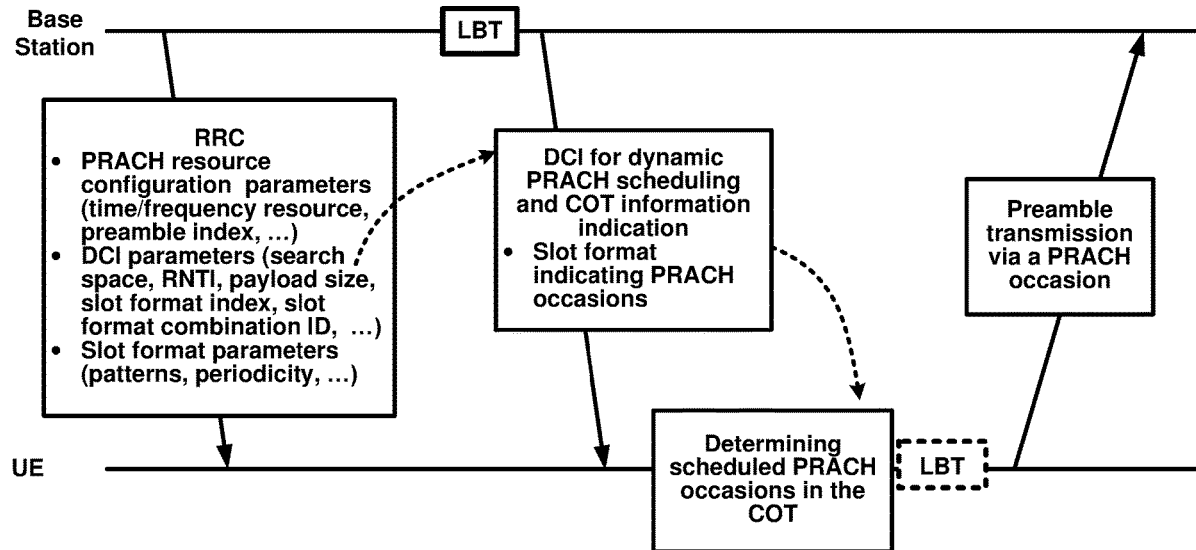 Base
Station
LBT
RRC
• PRACH resource
configuration parameters
(time/frequency resource,
preamble index, ...)
• DCI parameters (search
space, RNTI, payload size,
slot format index, slot
format combination ID, ...)
• Slot format parameters
(patterns, periodicity, ...)
DCI for dynamic
PRACH scheduling
and COT information
indication
• Slot format
indicating PRACH
occasions
Preamble
transmission
via a PRACH
occasion
UE
Determining
scheduled PRACH
occasions in the
COT
LBT